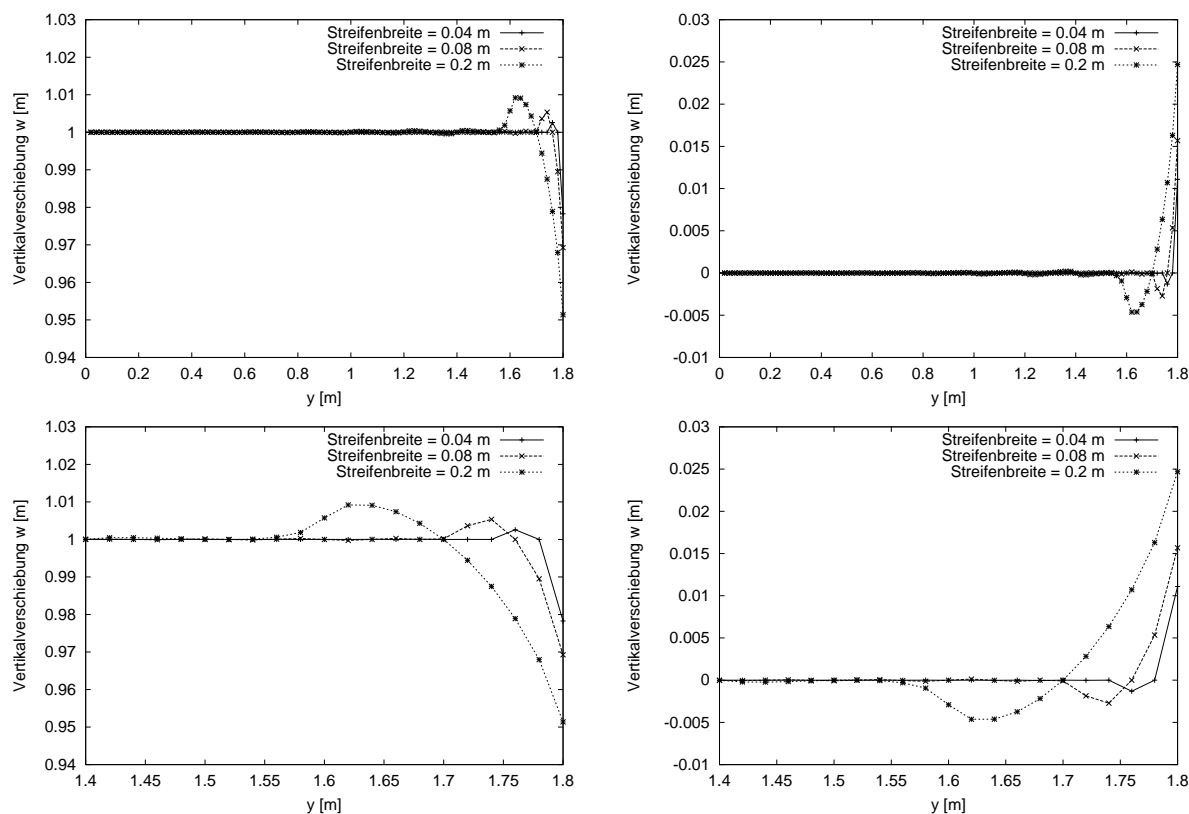 Streifenbreite = 0.04 m
Streifenbreite = 0.08 m
Streifenbreite = 0.2 m
1.03
1.02
1.01
1
0.99
0.98
0.97
0.96
0.95
0.94
Vertikalverschiebung w [m]
0 0.2 0.4 0.6 0.8 1 1.2 1.4 1.6 1.8
y [m]
Streifenbreite = 0.04 m
Streifenbreite = 0.08 m
Streifenbreite = 0.2 m
0.03
0.025
0.02
0.015
0.01
0.005
0
-0.005
-0.01
Vertikalverschiebung w [m]
0 0.2 0.4 0.6 0.8 1 1.2 1.4 1.6 1.8
y [m]
Streifenbreite = 0.04 m
Streifenbreite = 0.08 m
Streifenbreite = 0.2 m
1.03
1.02
1.01
1
0.99
0.98
0.97
0.96
0.95
0.94
Vertikalverschiebung w [m]
1.4 1.45 1.5 1.55 1.6 1.65 1.7 1.75 1.8
y [m]
Streifenbreite = 0.04 m
Streifenbreite = 0.08 m
Streifenbreite = 0.2 m
0.03
0.025
0.02
0.015
0.01
0.005
0
-0.005
-0.01
Vertikalverschiebung w [m]
1.4 1.45 1.5 1.55 1.6 1.65 1.7 1.75 1.8
y [m]